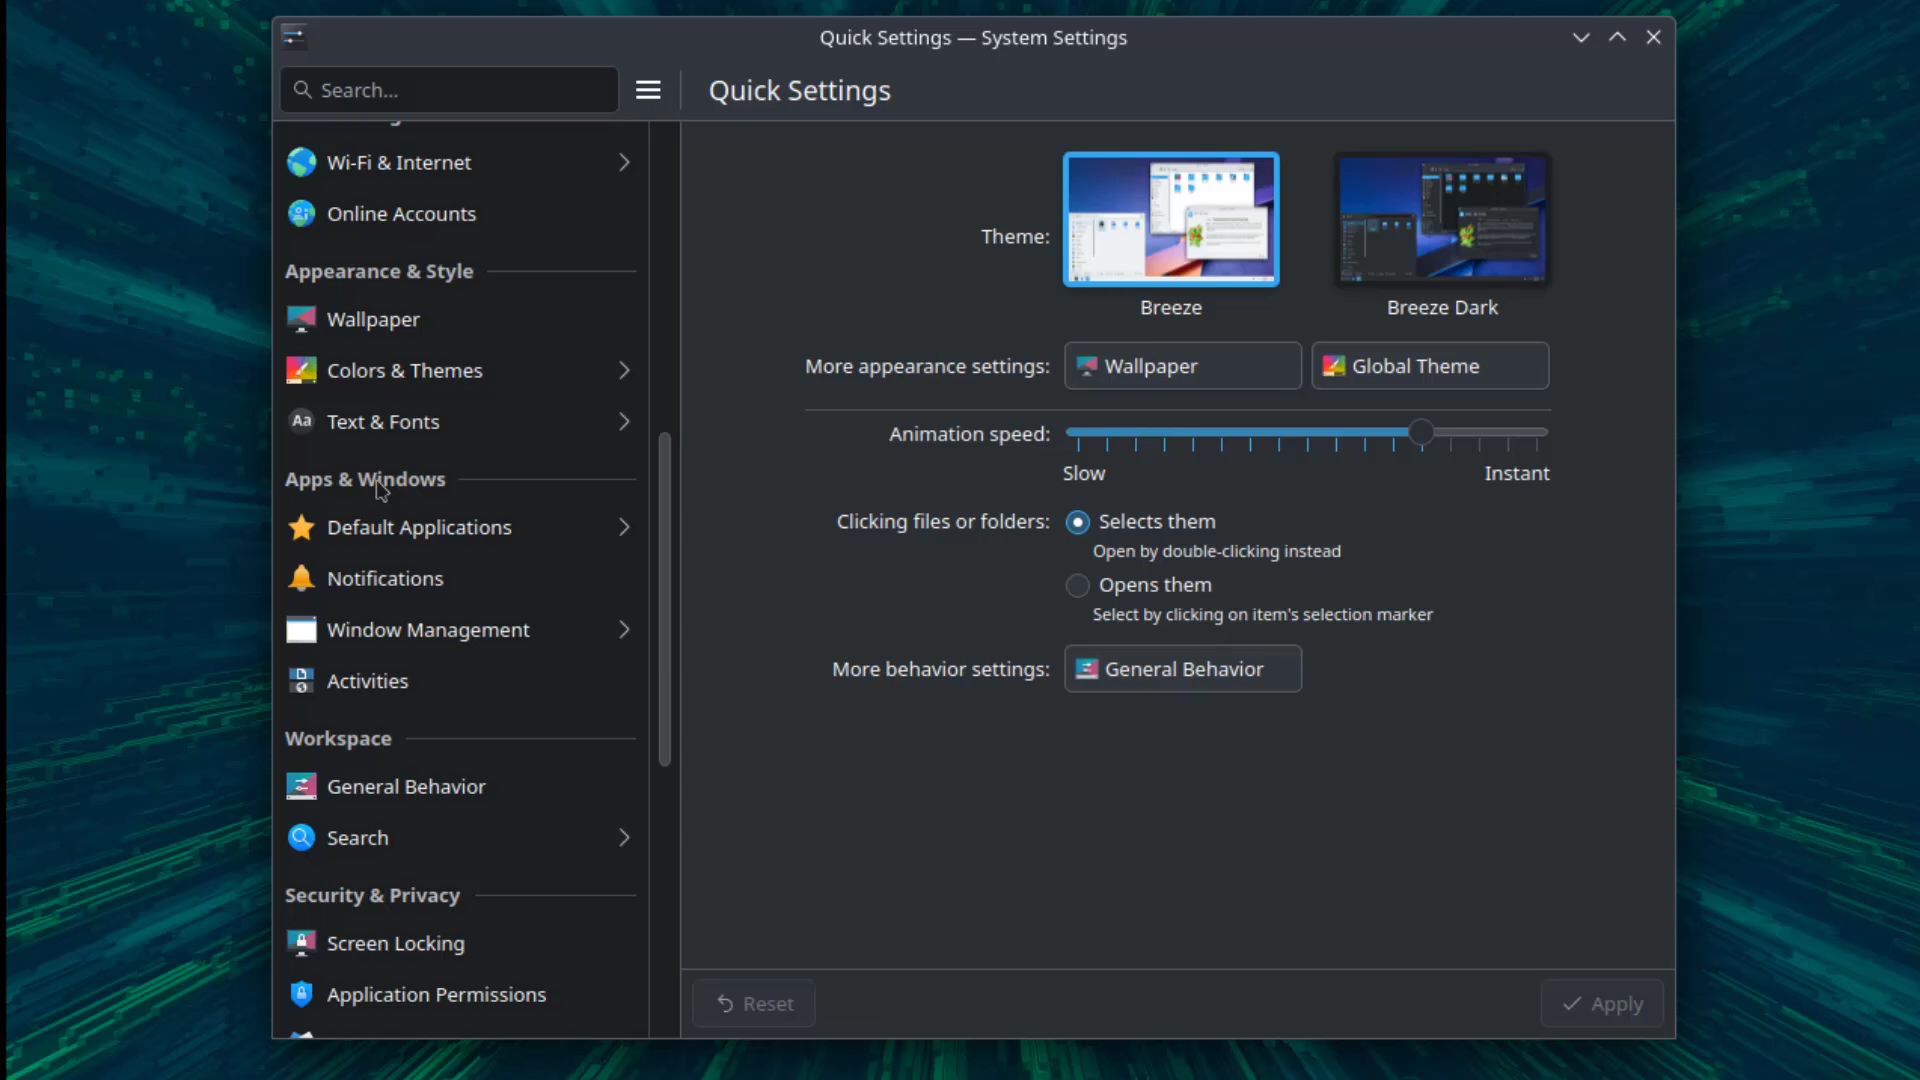 Quick Settings — System Settings
Search...
Quick Settings
Wi-Fi & Internet
Online Accounts
Appearance & Style
Wallpaper
Colors & Themes
Aa Text & Fonts
Apps & Windows
Default Applications
Notifications
Window Management
Activities
Workspace
General Behavior
Search
Security & Privacy
Screen Locking
Application Permissions
Theme:
Breeze
Breeze Dark
More appearance settings: Wallpaper Global Theme
Animation speed:
Slow Instant
Clicking files or folders: Selects them
Open by double-clicking instead
Opens them
Select by clicking on item's selection marker
More behavior settings: General Behavior
Reset
Apply